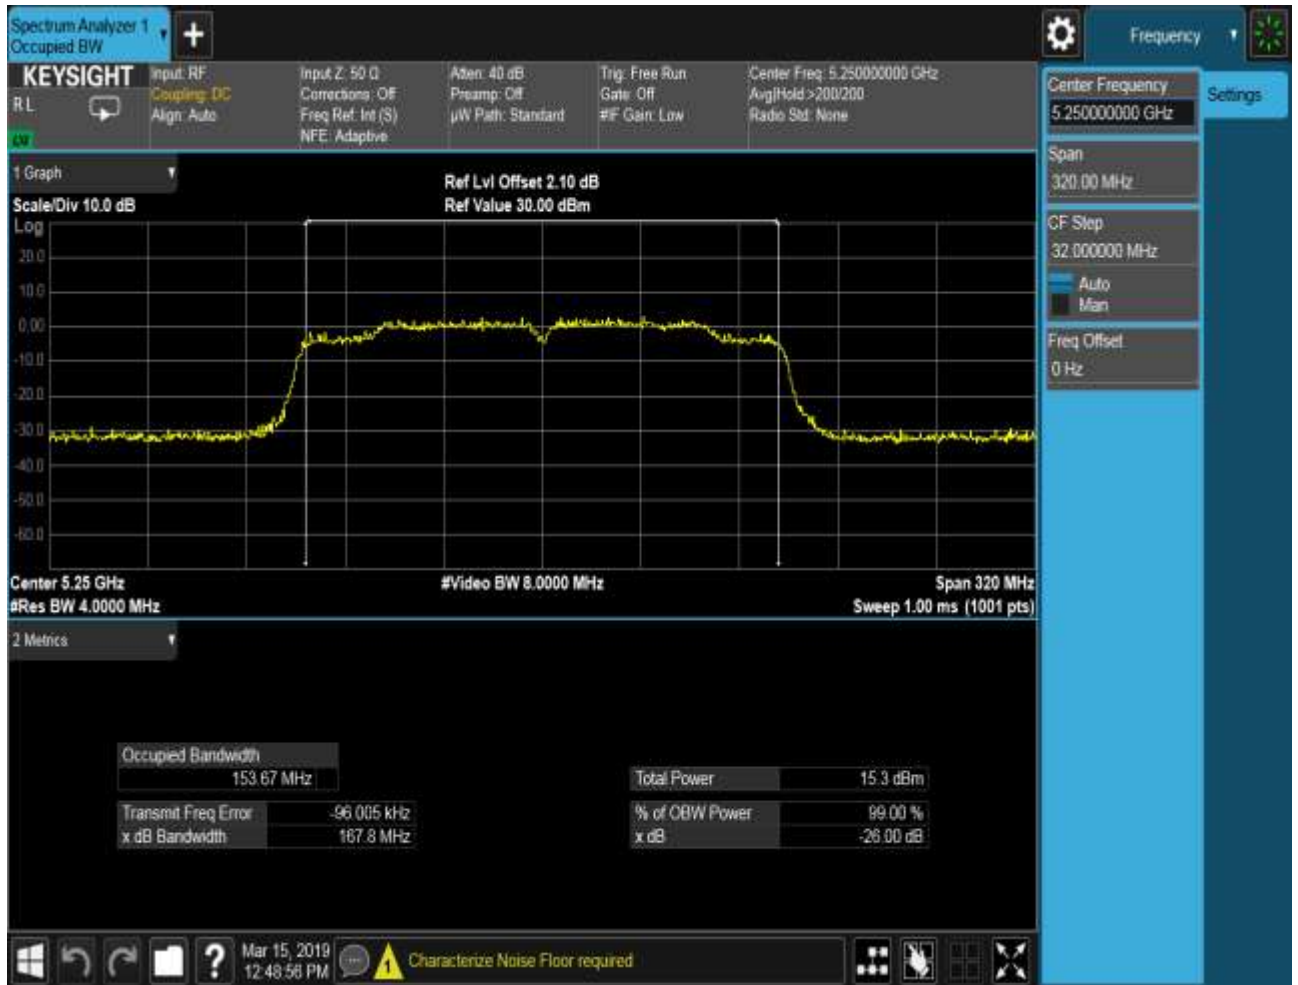 Spectrum Analyzer 1
Occupied BW
Frequency
KEYSIGHT
R L
Input: RF
Coupling: DC
Align: Auto
Input Z: 50 Ω
Corrections: Off
Freq Ref: Int (S)
NFE: Adaptive
Atten: 40 dB
Preamp: Off
µW Path: Standard
Trig: Free Run
Gate: Off
#IF Gain: Low
Center Freq: 5.250000000 GHz
Avg|Hold:>200/200
Radio Std: None
Center Frequency
5.250000000 GHz
Settings
Span
320.00 MHz
CF Step
32.000000 MHz
Auto
Man
Freq Offset
0 Hz
1 Graph
Scale/Div 10.0 dB
Ref Lvl Offset 2.10 dB
Ref Value 30.00 dBm
Log
20.0
10.0
0.00
-10.0
-20.0
-30.0
-40.0
-50.0
-60.0
Center 5.25 GHz
#Video BW 8.0000 MHz
Span 320 MHz
#Res BW 4.0000 MHz
Sweep 1.00 ms (1001 pts)
2 Metrics
Occupied Bandwidth
153.67 MHz
Total Power 15.3 dBm
Transmit Freq Error -96.005 kHz
% of OBW Power 99.00 %
x dB Bandwidth 167.8 MHz
x dB -26.00 dB
Mar 15, 2019
12:48:56 PM
1
Characterize Noise Floor required